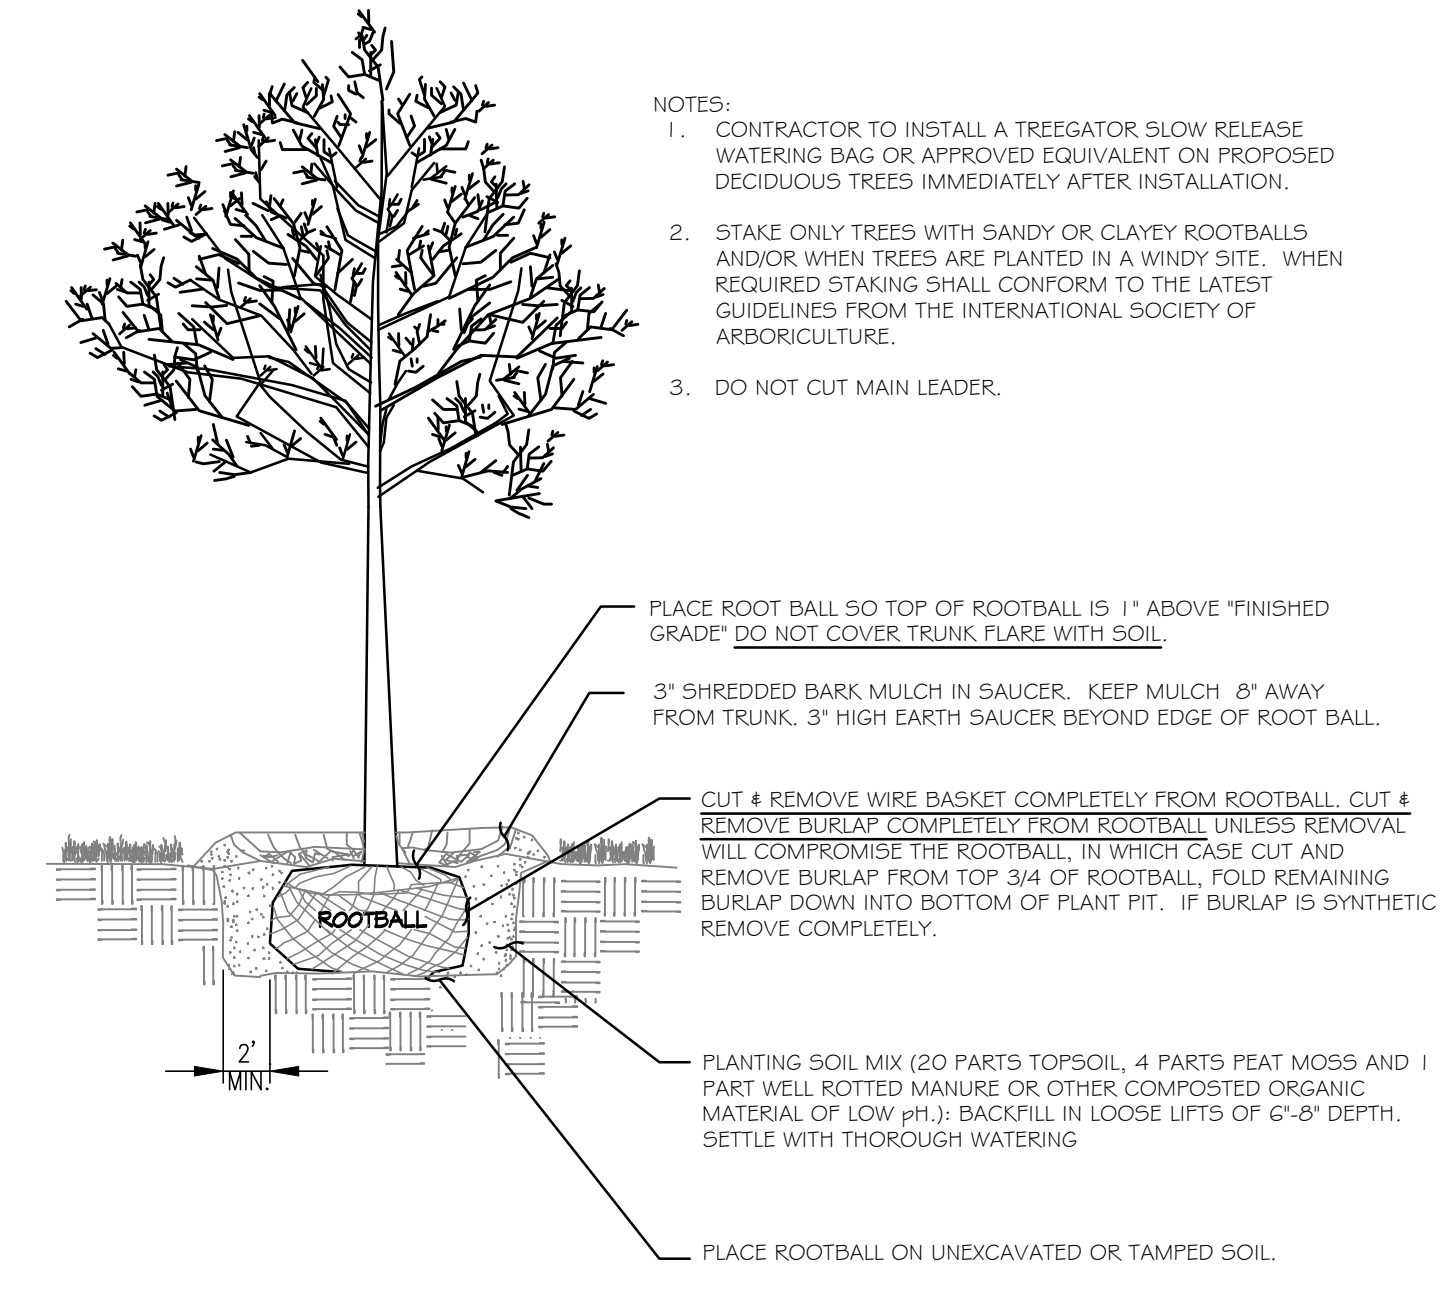 NOTES:
1. CONTRACTOR TO INSTALL A TREEGATOR SLOW RELEASE
WATERING BAG OR APPROVED EQUIVALENT ON PROPOSED
DECIDUOUS TREES IMMEDIATELY AFTER INSTALLATION.
2. STAKE ONLY TREES WITH SANDY OR CLAYEY ROOTBALLS
AND/OR WHEN TREES ARE PLANTED IN A WINDY SITE. WHEN
REQUIRED STAKING SHALL CONFORM TO THE LATEST
GUIDELINES FROM THE INTERNATIONAL SOCIETY OF
ARBORICULTURE.
3. DO NOT CUT MAIN LEADER.
PLACE ROOT BALL SO TOP OF ROOTBALL IS 1" ABOVE "FINISHED
GRADE" DO NOT COVER TRUNK FLARE WITH SOIL.
3" SHREDDED BARK MULCH IN SAUCER. KEEP MULCH 8" AWAY
FROM TRUNK. 3" HIGH EARTH SAUCER BEYOND EDGE OF ROOT BALL.
CUT & REMOVE WIRE BASKET COMPLETELY FROM ROOTBALL. CUT &
REMOVE BURLAP COMPLETELY FROM ROOTBALL UNLESS REMOVAL
WILL COMPROMISE THE ROOTBALL, IN WHICH CASE CUT AND
REMOVE BURLAP FROM TOP 3/4 OF ROOTBALL, FOLD REMAINING
BURLAP DOWN INTO BOTTOM OF PLANT PIT. IF BURLAP IS SYNTHETIC
REMOVE COMPLETELY.
ROOTBALL
2'
MIN.
PLANTING SOIL MIX (20 PARTS TOPSOIL, 4 PARTS PEAT MOSS AND 1
PART WELL ROTTED MANURE OR OTHER COMPOSTED ORGANIC
MATERIAL OF LOW pH.): BACKFILL IN LOOSE LIFTS OF 6"-8" DEPTH.
SETTLE WITH THOROUGH WATERING
PLACE ROOTBALL ON UNEXCAVATED OR TAMPED SOIL.